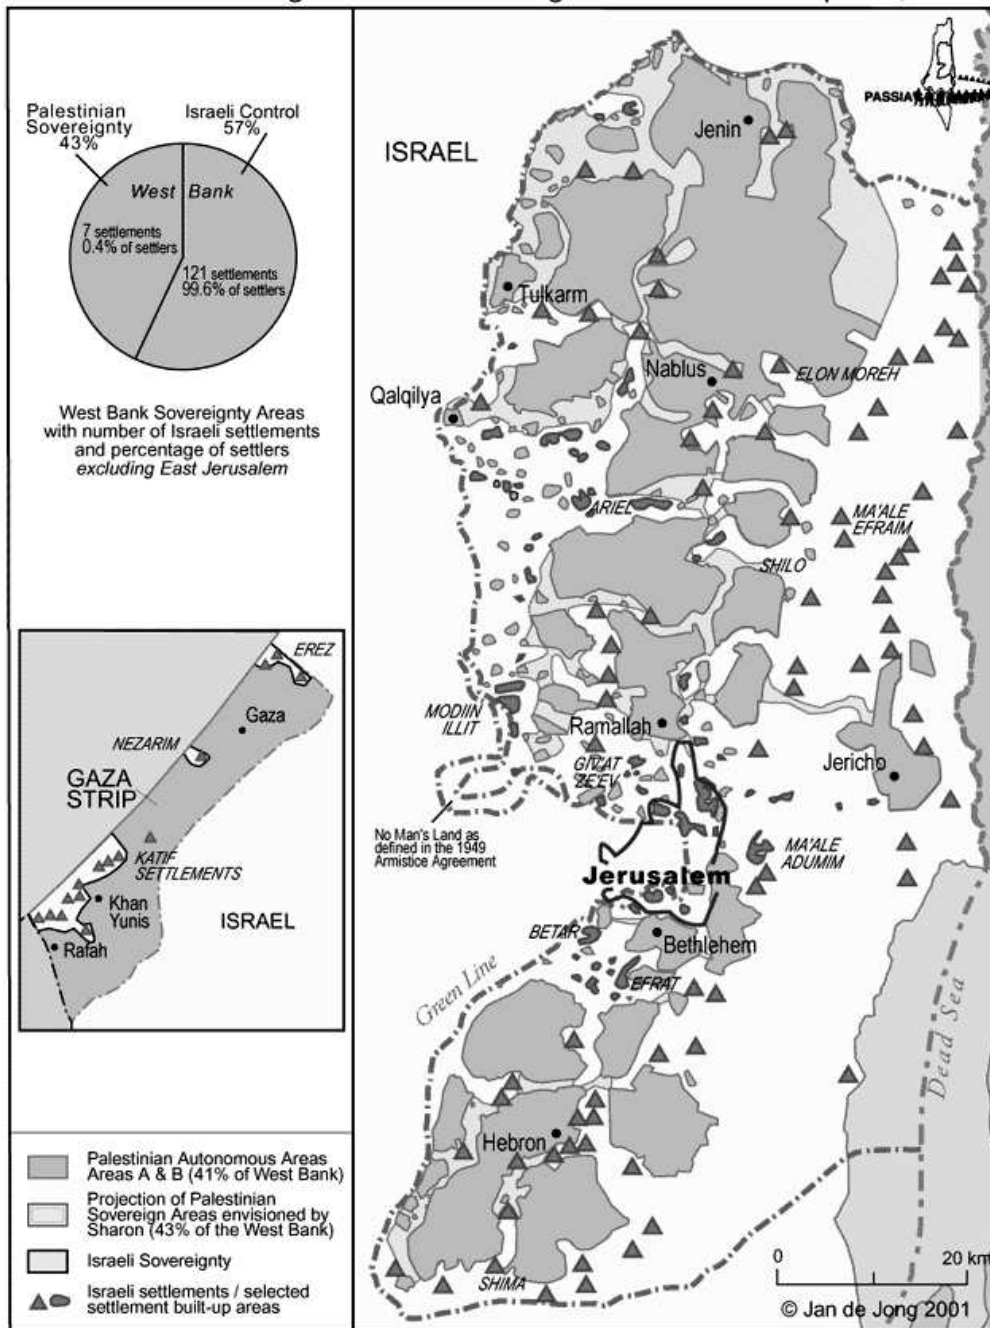 Palestinian
Sovereignty
43%
Israeli Control
57%
West Bank
7 settlements
0.4% of settlers
121 settlements
99.6% of settlers
West Bank Sovereignty Areas
with number of Israeli settlements
and percentage of settlers
excluding East Jerusalem
EREZ
Gaza
NEZARIM
GAZA
STRIP
KATIF
SETTLEMENTS
Khan
Yunis
ISRAEL
Rafah
Palestinian Autonomous Areas
Areas A & B (41% of West Bank)
Projection of Palestinian
Sovereign Areas envisioned by
Sharon (43% of the West Bank)
Israeli Sovereignty
Israeli settlements / selected
settlement built-up areas
PASSIA
ISRAEL
Jenin
Tulkarm
Nablus
ELON MOREH
Qalqilya
ARIEL
MA'ALE
EFRAIM
SHILO
MODIIN
ILLIT
Ramallah
GIV'AT
ZE'EV
Jericho
No Man's Land as
defined in the 1949
Armistice Agreement
MA'ALE
ADUMIM
Jerusalem
BETAR
Bethlehem
EFRAT
Green Line
Dead Sea
Hebron
SHIMA
0 20 km
© Jan de Jong 2001